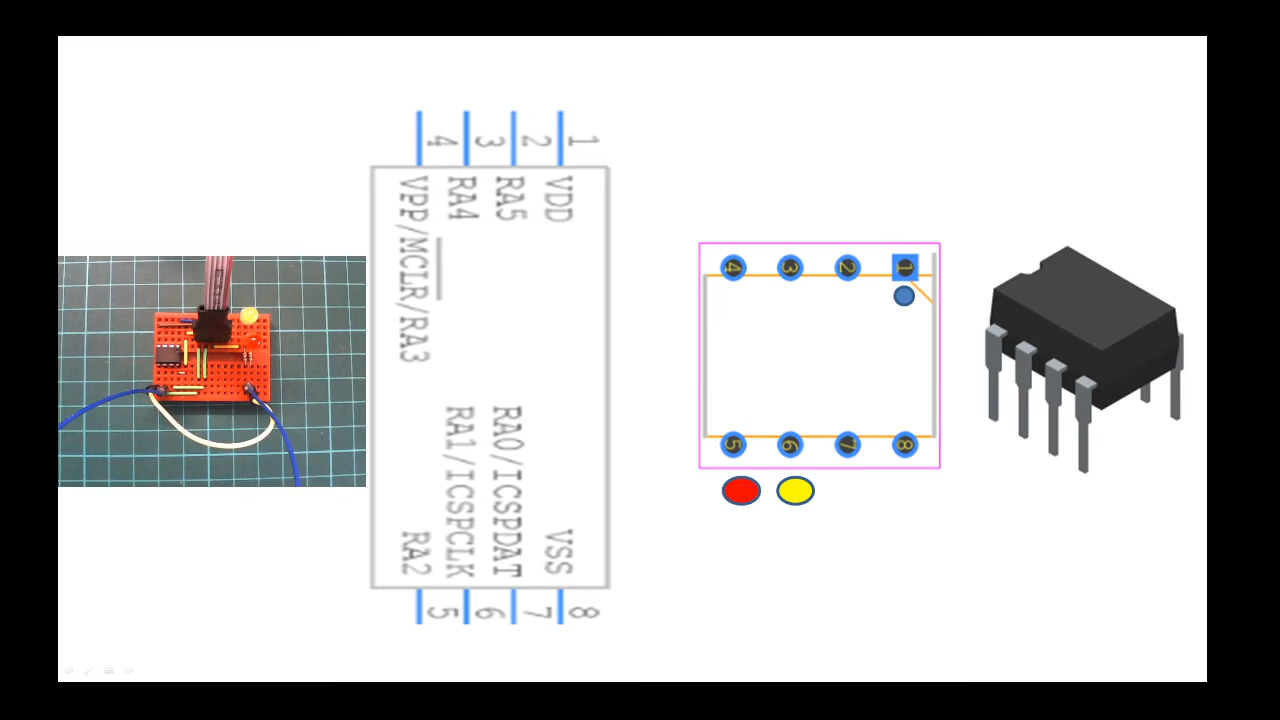 4 3 2 1
VPP/MCLR/RA3 RA4 RA5 VDD
RA2 RA1/ICSPCLK RA0/ICSPDAT VSS
5 6 7 8
4 3 2 1
5 6 7 8